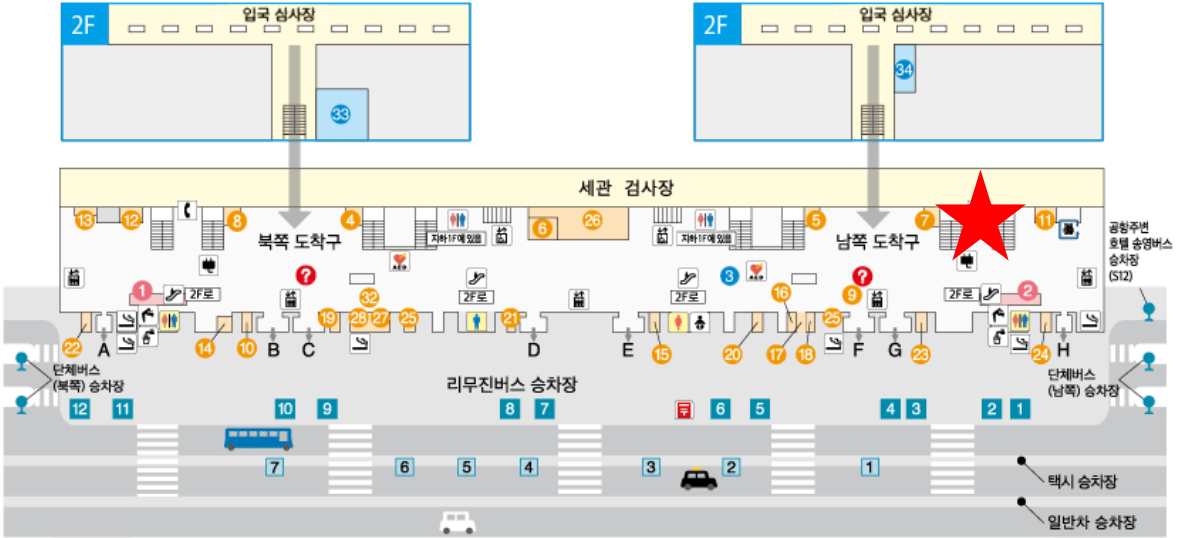 2F
입국 심사장
33
2F
입국 심사장
34
세관 검사장
13
12
8
4
6
26
5
7
11
북쪽 도착구
지하1F에 있음
지하1F에 있음
남쪽 도착구
공항주변
호텔 송영버스
승차장
(S12)
AED
3
AED
?
?
1
2F로
2F로
2F로
2F로
2
32
9
16
22
A
14
10
B
C
19
28
27
25
21
D
E
15
20
17
18
25
F
G
23
24
H
단체버스
(북쪽) 승차장
리무진버스 승차장
단체버스
(남쪽) 승차장
12
11
10
9
8
7
6
5
4
3
2
1
7
6
5
4
3
2
1
택시 승차장
일반차 승차장